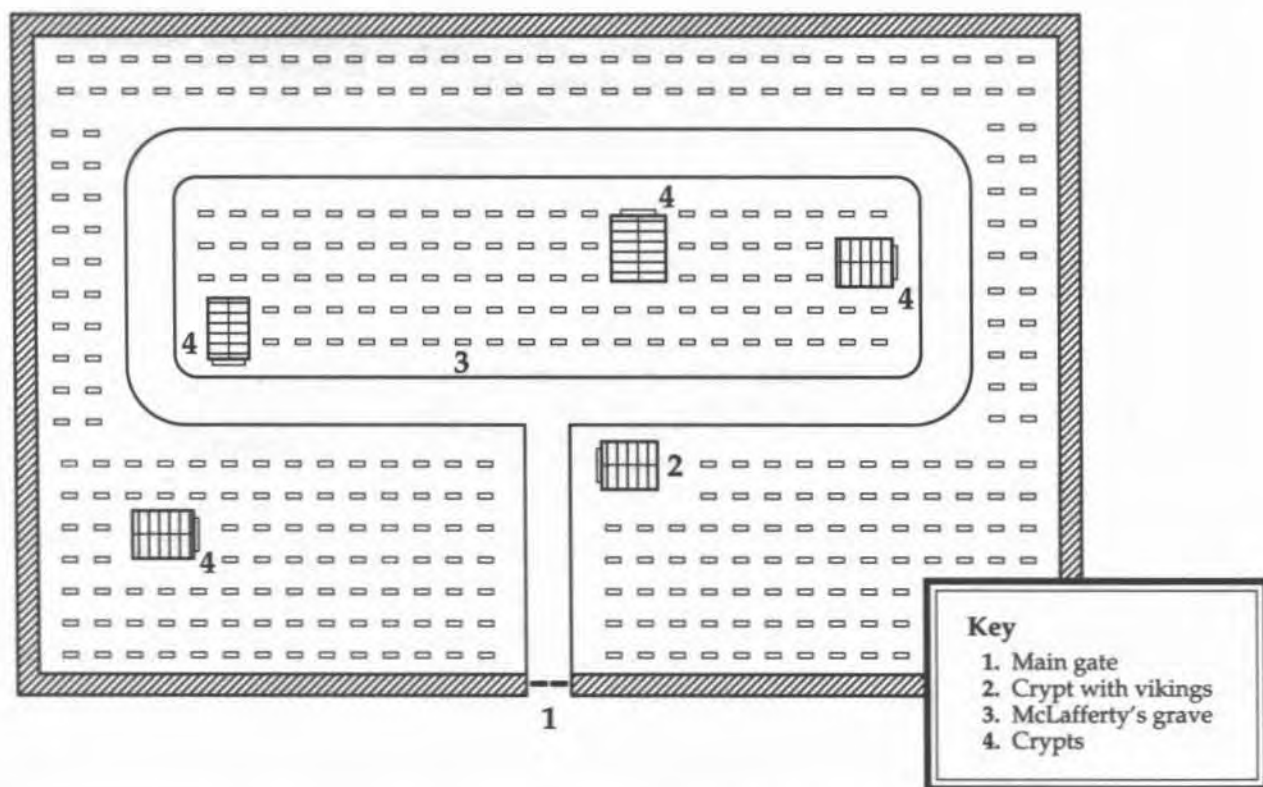 4
4
4
3
2
4
1
Key
1. Main gate
2. Crypt with vikings
3. McLafferty's grave
4. Crypts